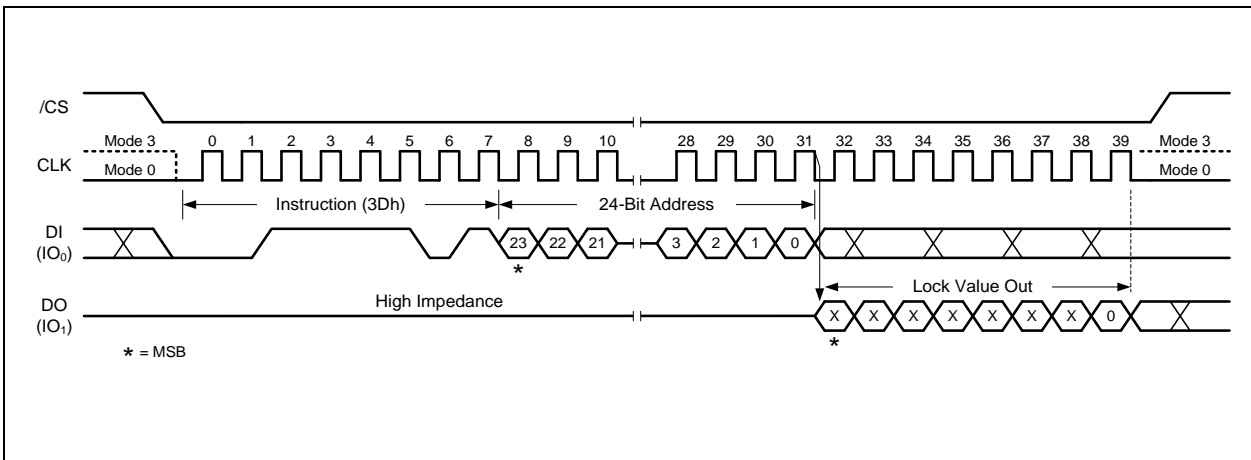 /CS
Mode 3 0 1 2 3 4 5 6 7 8 9 10 28 29 30 31 32 33 34 35 36 37 38 39 Mode 3
CLK Mode 0 Mode 0
Instruction (3Dh) 24-Bit Address
DI 23 22 21 3 2 1 0
(IO₀)
*
High Impedance Lock Value Out
DO X X X X X X X 0
(IO₁)
*
* = MSB